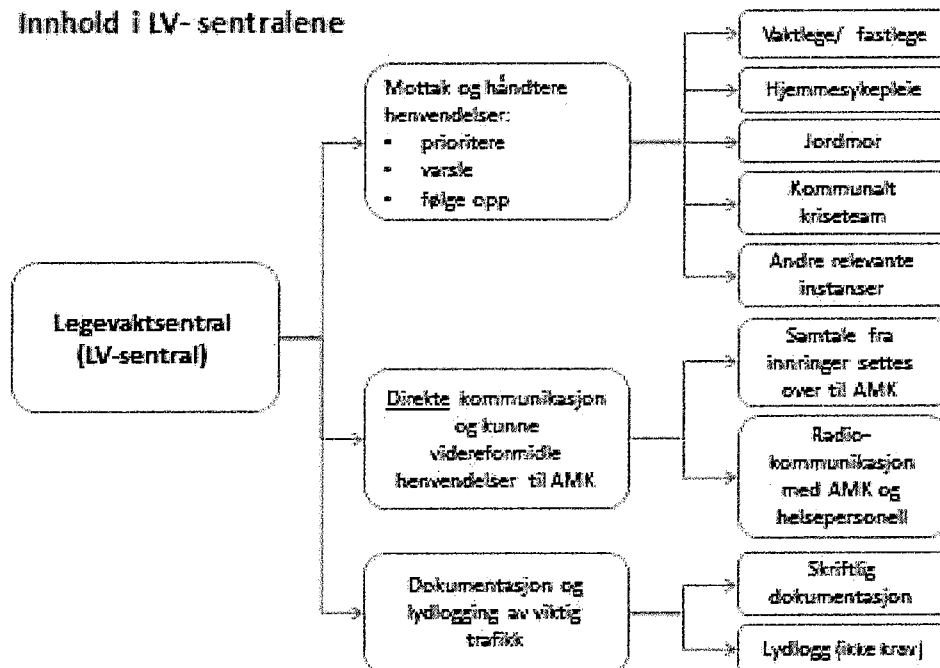 Innhold i LV- sentralene
Legevaktsentral
(LV-sentral)
Mottak og håndtere
henvendelser:
- prioritere
- varsle
- følge opp
Vaktlege/ fastlege
Hjemmesykepleie
Jordmor
Kommunalt
kriseteam
Andre relevante
instanser
Direkte kommunikasjon
og kunne
videreformidle
henvendelser til AMK
Samtale fra
innringer settes
over til AMK
Radio-
kommunikasjon
med AMK og
helsepersonell
Dokumentasjon og
lydlogging av viktig
trafikk
Skriftlig
dokumentasjon
Lydlogg (ikke krav)